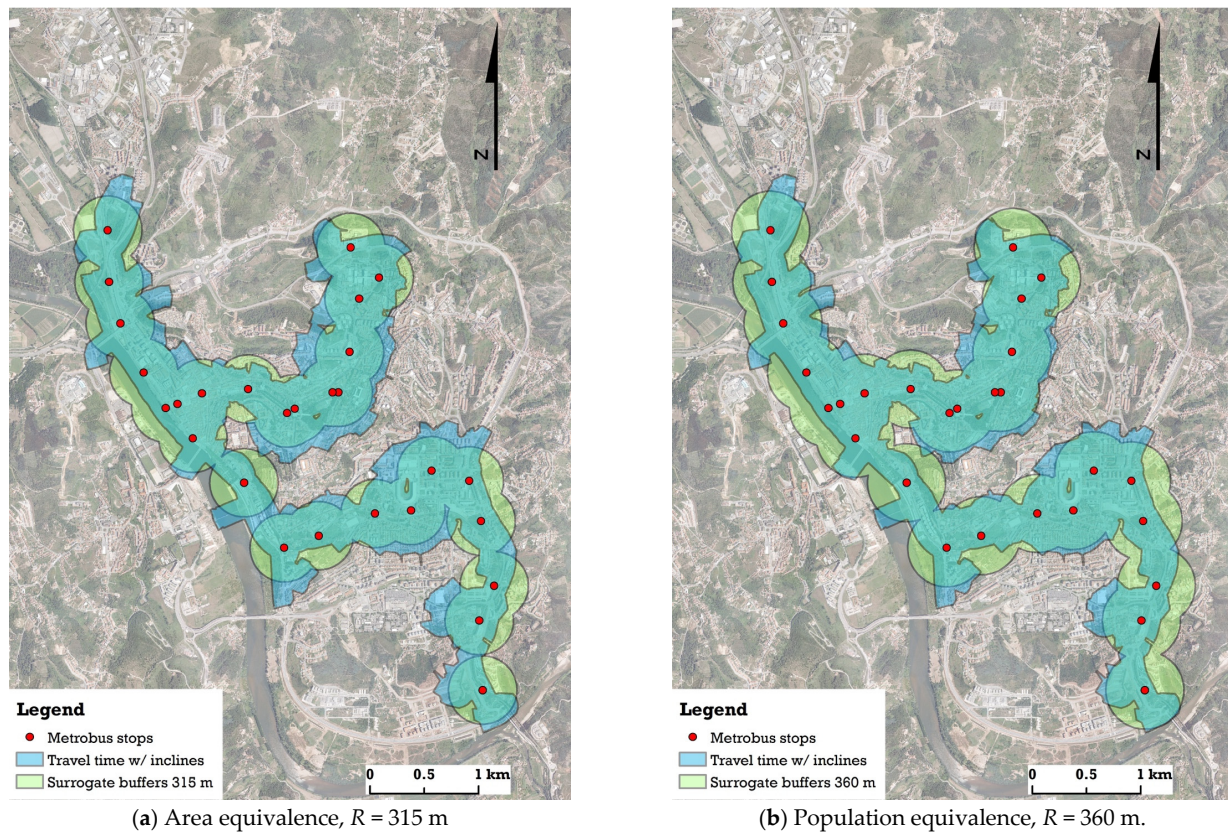 N
Legend
Metrobus stops
Travel time w/ inclines
Surrogate buffers 315 m
0 0.5 1 km
(a) Area equivalence, R = 315 m
N
Legend
Metrobus stops
Travel time w/ inclines
Surrogate buffers 360 m
0 0.5 1 km
(b) Population equivalence, R = 360 m.